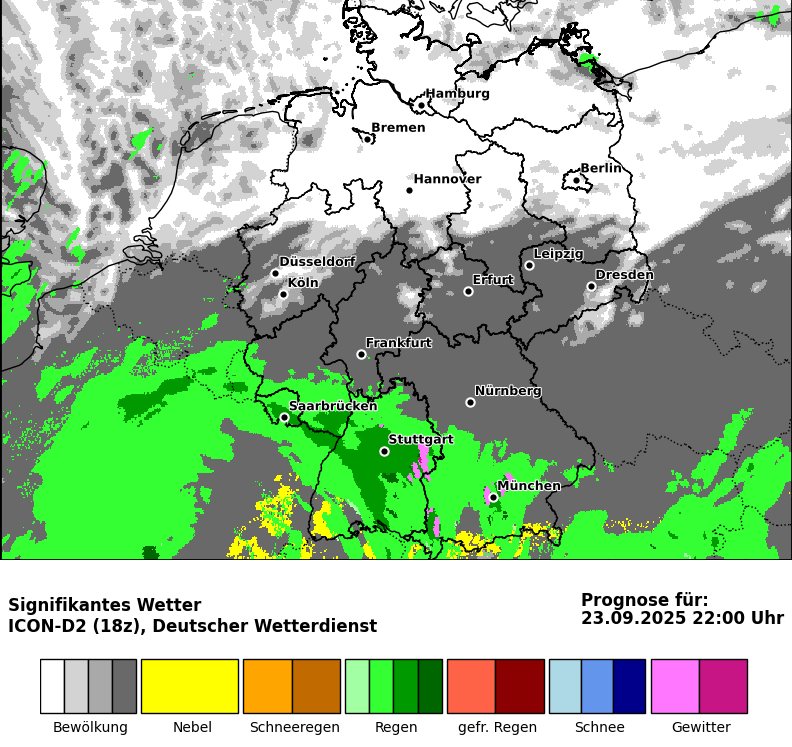 Hamburg
Bremen
Berlin
Hannover
Leipzig
Düsseldorf
Dresden
Köln
Erfurt
Frankfurt
Nürnberg
Saarbrücken
Stuttgart
München
Signifikantes Wetter
ICON-D2 (18z), Deutscher Wetterdienst
Prognose für:
23.09.2025 22:00 Uhr
Bewölkung
Nebel
Schneeregen
Regen
gefr. Regen
Schnee
Gewitter